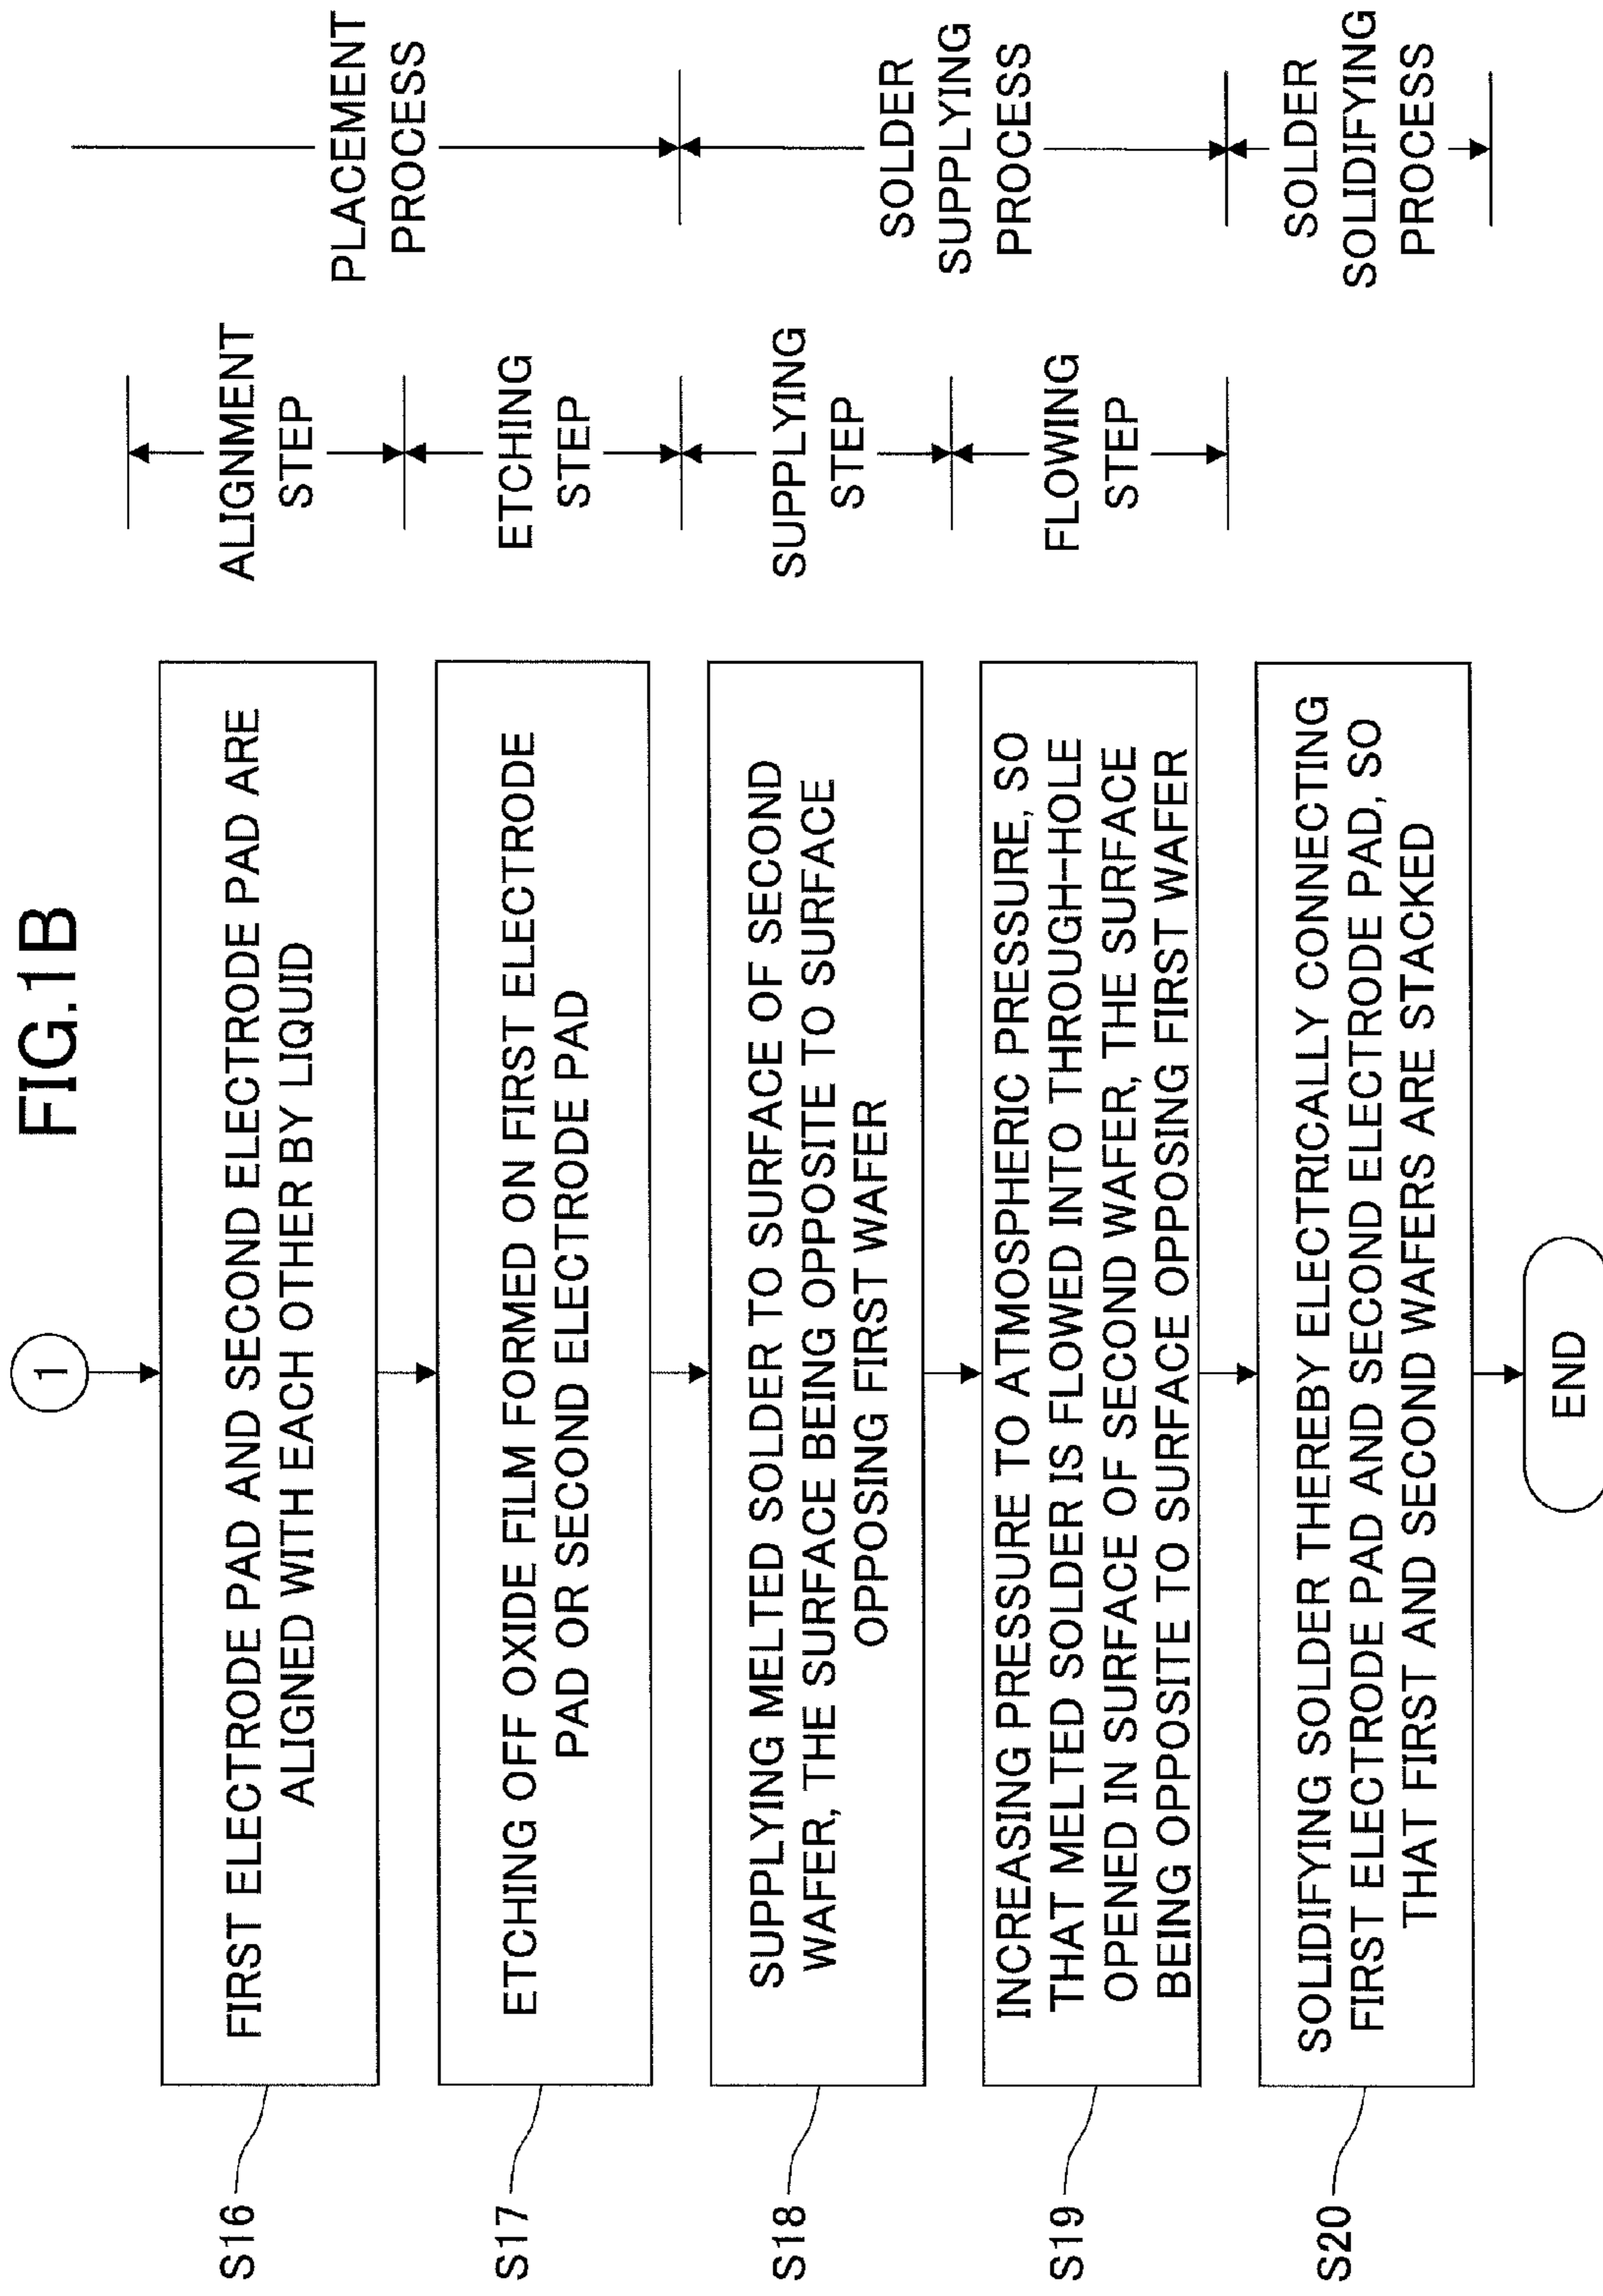 FIG.1B
1
S16
FIRST ELECTRODE PAD AND SECOND ELECTRODE PAD ARE
ALIGNED WITH EACH OTHER BY LIQUID
ALIGNMENT
STEP
PLACEMENT
PROCESS
S17
ETCHING OFF OXIDE FILM FORMED ON FIRST ELECTRODE
PAD OR SECOND ELECTRODE PAD
ETCHING
STEP
S18
SUPPLYING MELTED SOLDER TO SURFACE OF SECOND
WAFER, THE SURFACE BEING OPPOSITE TO SURFACE
OPPOSING FIRST WAFER
SUPPLYING
STEP
SOLDER
SUPPLYING
PROCESS
S19
INCREASING PRESSURE TO ATMOSPHERIC PRESSURE, SO
THAT MELTED SOLDER IS FLOWED INTO THROUGH-HOLE
OPENED IN SURFACE OF SECOND WAFER, THE SURFACE
BEING OPPOSITE TO SURFACE OPPOSING FIRST WAFER
FLOWING
STEP
S20
SOLIDIFYING SOLDER THEREBY ELECTRICALLY CONNECTING
FIRST ELECTRODE PAD AND SECOND ELECTRODE PAD, SO
THAT FIRST AND SECOND WAFERS ARE STACKED
SOLDER
SOLIDIFYING
PROCESS
END